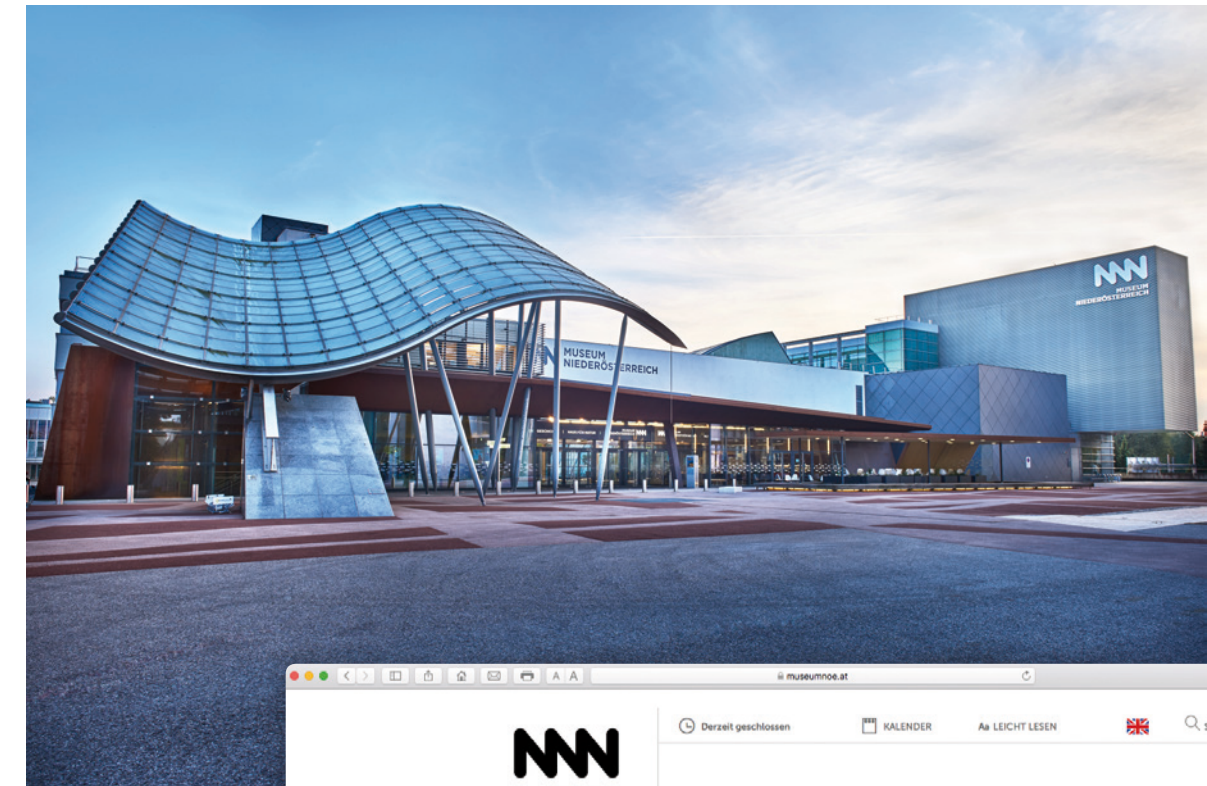 MUSEUM
NIEDERÖSTERREICH
MUSEUM
NIEDERÖSTERREICH
A A
museumnoe.at
Derzeit geschlossen
KALENDER
Aa LEICHT LESEN